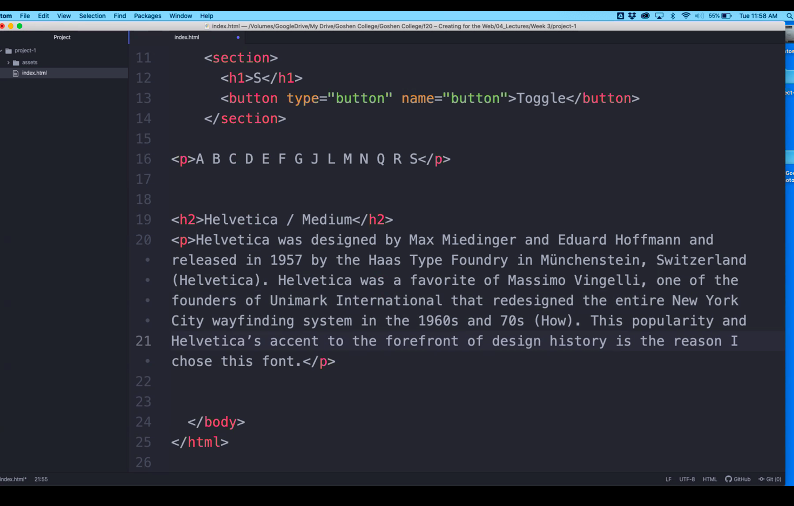 tom File Edit View Selection Find Packages Window Help 55% Tue 11:58 AM
index.html — /Volumes/GoogleDrive/My Drive/Goshen College/Goshen College/120 – Creating for the Web/04_Lectures/Week 3/project-1
Project index.html
project-1
assets
index.html
11 <section>
12 <h1>S</h1>
13 <button type="button" name="button">Toggle</button>
14 </section>
15
16 <p>A B C D E F G J L M N Q R S</p>
17
18
19 <h2>Helvetica / Medium</h2>
20 <p>Helvetica was designed by Max Miedinger and Eduard Hoffmann and
• released in 1957 by the Haas Type Foundry in Münchenstein, Switzerland
• (Helvetica). Helvetica was a favorite of Massimo Vingelli, one of the
• founders of Unimark International that redesigned the entire New York
• City wayfinding system in the 1960s and 70s (How). This popularity and
21 Helvetica’s accent to the forefront of design history is the reason I
• chose this font.</p>
22
23
24 </body>
25 </html>
26
index.html* 21:55 LF UTF-8 HTML GitHub Git (0)